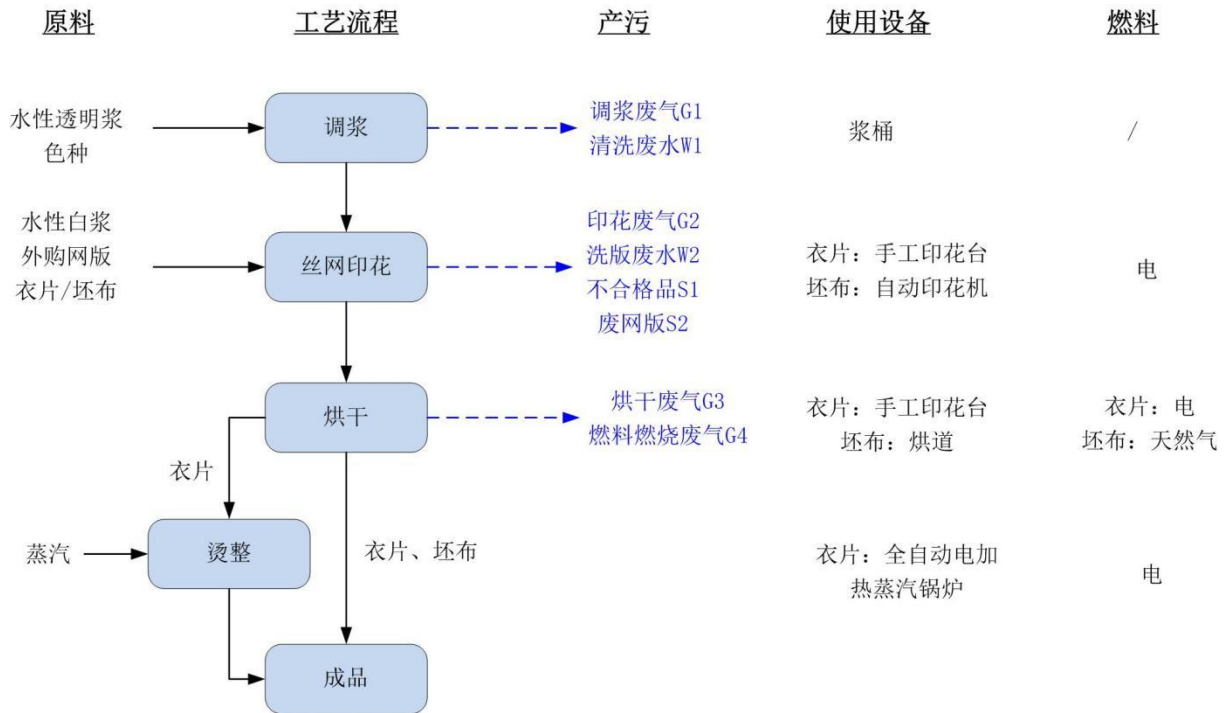 原料 工艺流程 产污 使用设备 燃料
水性透明浆
色种
调浆
调浆废气G1
清洗废水W1
浆桶
/
水性白浆
外购网版
衣片/坯布
丝网印花
印花废气G2
洗版废水W2
不合格品S1
废网版S2
衣片：手工印花台
坯布：自动印花机
电
烘干
烘干废气G3
燃料燃烧废气G4
衣片：手工印花台
坯布：烘道
衣片：电
坯布：天然气
衣片
蒸汽
烫整
衣片、坯布
衣片：全自动电加
热蒸汽锅炉
电
成品